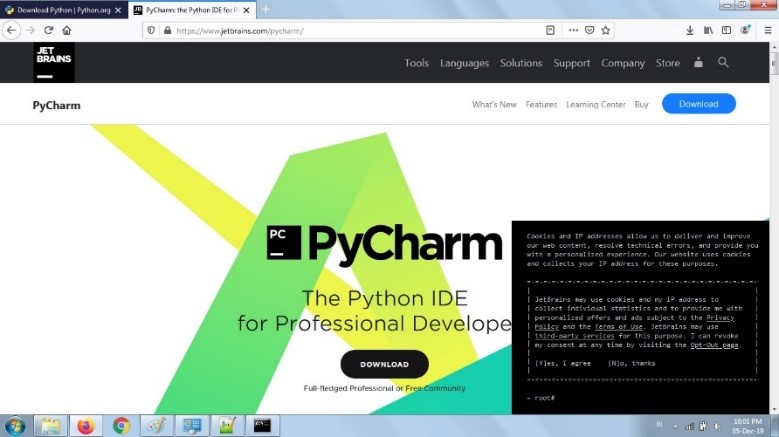 Download Python | Python.org
PyCharm: the Python IDE for P
https://www.jetbrains.com/pycharm/
JET
BRAINS
Tools Languages Solutions Support Company Store
PyCharm
What's New Features Learning Center Buy Download
PC
PyCharm
The Python IDE
for Professional Develope
DOWNLOAD
Full-fledged Professional or Free Community
Cookies and IP addresses allow us to deliver and improve
our web content, resolve technical errors, and provide you
with a personalized experience. Our website uses cookies
and collects your IP address for these purposes.
JetBrains may use cookies and my IP address to
collect individual statistics and to provide me with
personalized offers and ads subject to the Privacy
Policy and the Terms of Use. JetBrains may use
third-party services for this purpose. I can revoke
my consent at any time by visiting the Opt-Out page.
[Y]es, I agree [N]o, thanks
~ root#
IN
10:01 PM
05-Dec-19